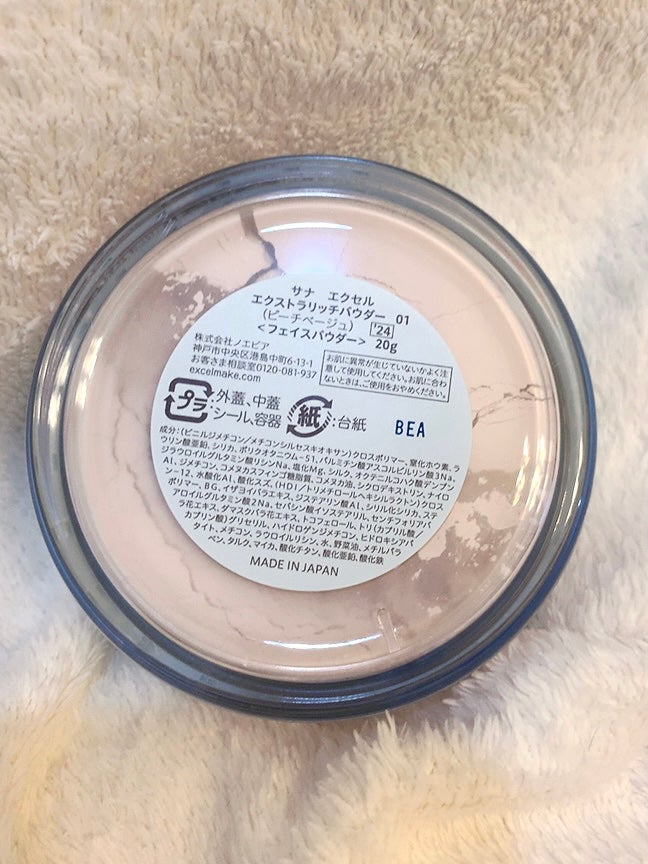 サナ エクセル
エクストラリッチパウダー 01
(ピーチベージュ) '24
<フェイスパウダー> 20g
株式会社ノエビア
神戸市中央区港島中町6-13-1
お客さま相談室0120-081-937
excelmake.com
お肌に異常が生じていないかよく注
意して使用してください。お肌に合わ
ないときは、ご使用をおやめください。
プラ :外蓋、中蓋
シール、容器
紙 :台紙
BEA
成分:(ビニルジメチコン/メチコンシルセスキオキサン)クロスポリマー、窒化ホウ素、ラ
ウリン酸亜鉛、シリカ、ポリクオタニウム-51、パルミチン酸アスコルビルリン酸3Na、
ジラウロイルグルタミン酸リシンNa、塩化Mg、シルク、オクテニルコハク酸デンプン
Al、ジメチコン、コメヌカスフィンゴ糖脂質、コメヌカ油、シクロデキストリン、ナイロ
ン-12、水酸化Al、酸化スズ、(HDI/トリメチロールヘキシルラクトン)クロス
ポリマー、BG、イザヨイバラエキス、ジステアリン酸Al、シリル化シリカ、ステ
アロイルグルタミン酸2Na、セバシン酸イソステアリル、センチフォリアバ
ラ花エキス、ダマスクバラ花エキス、トコフェロール、トリ(カプリル酸/
カプリン酸)グリセリル、ハイドロゲンジメチコン、ヒドロキシアパ
タイト、メチコン、ラウロイルリシン、水、野菜油、メチルパラ
ベン、タルク、マイカ、酸化チタン、酸化亜鉛、酸化鉄
MADE IN JAPAN